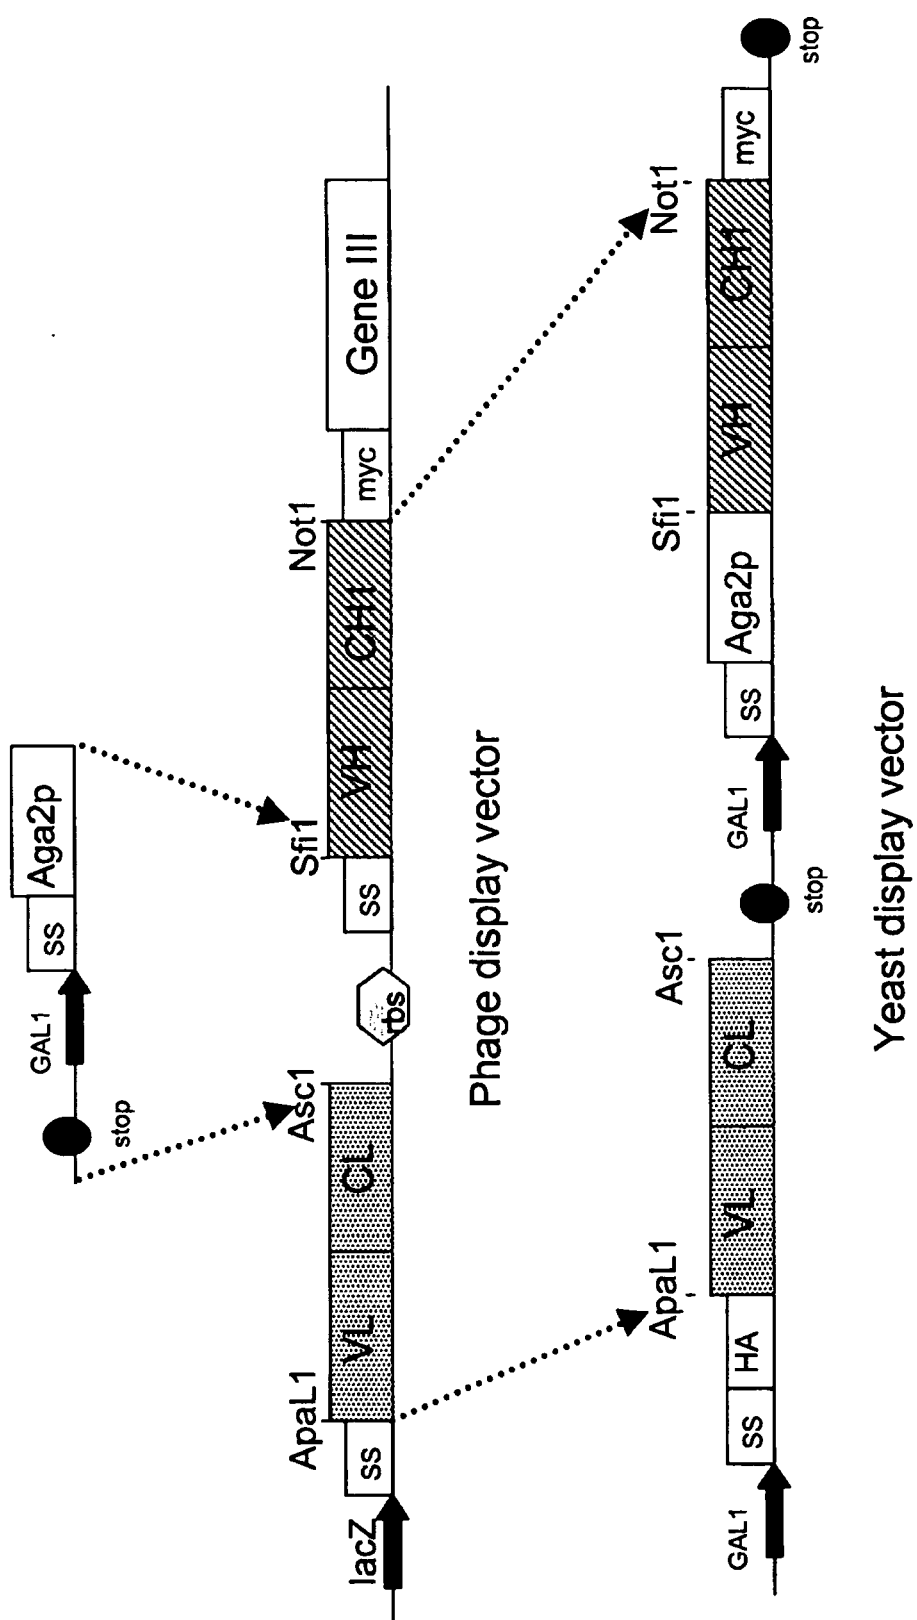 GAL1
stop
ss
Aga2p
lacZ
ss
ApaL1
VL
CL
Asc1
rbs
ss
Sfi1
VH
CH1
Not1
myc
Gene III
Phage display vector
GAL1
ss
HA
ApaL1
VL
CL
Asc1
stop
GAL1
ss
Aga2p
Sfi1
VH
CH1
Not1
myc
stop
Yeast display vector